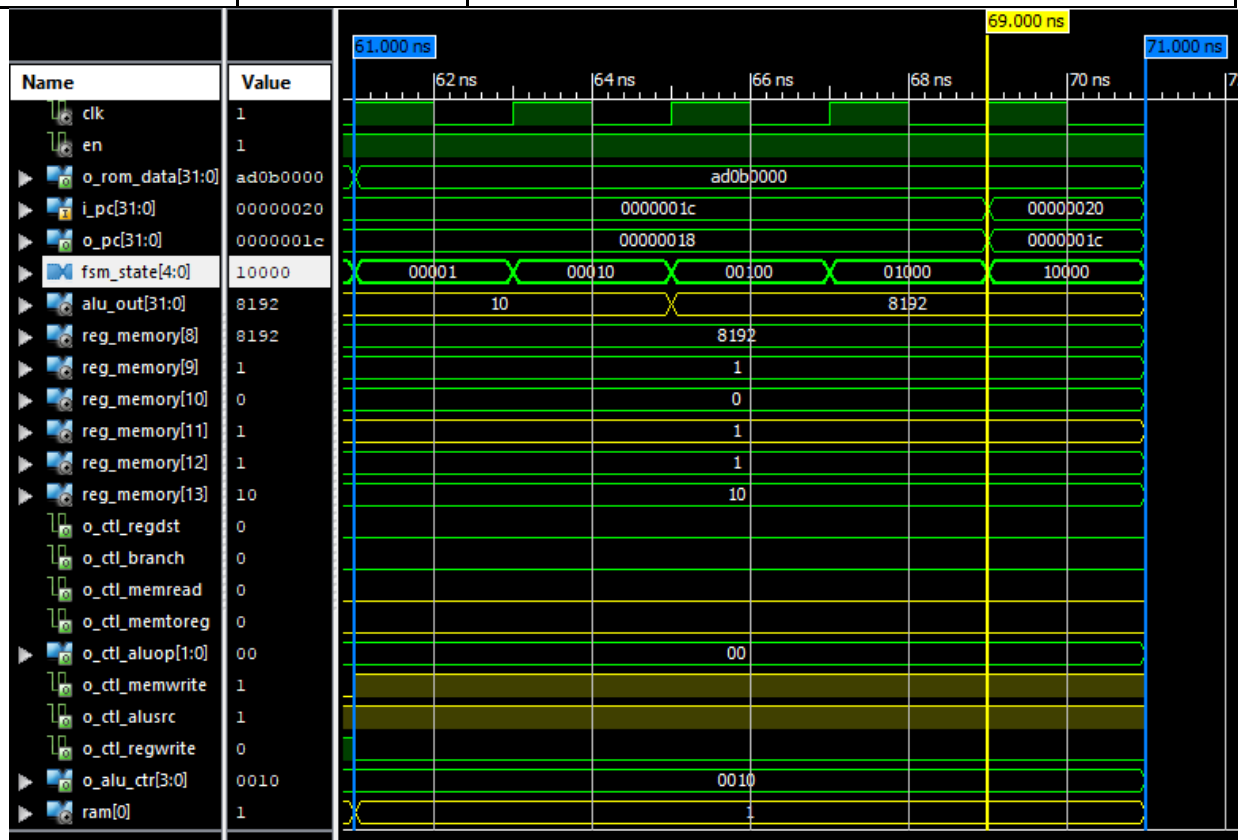 69.000 ns
61.000 ns 71.000 ns
Name Value 62 ns 64 ns 66 ns 68 ns 70 ns 7
clk 1
en 1
o_rom_data[31:0] ad0b0000 ad0b0000
i_pc[31:0] 00000020 0000001c 00000020
o_pc[31:0] 0000001c 00000018 0000001c
fsm_state[4:0] 10000 00001 00010 00100 01000 10000
alu_out[31:0] 8192 10 8192
reg_memory[8] 8192 8192
reg_memory[9] 1 1
reg_memory[10] 0 0
reg_memory[11] 1 1
reg_memory[12] 1 1
reg_memory[13] 10 10
o_ctl_regdst 0
o_ctl_branch 0
o_ctl_memread 0
o_ctl_memtoreg 0
o_ctl_aluop[1:0] 00 00
o_ctl_memwrite 1
o_ctl_alusrc 1
o_ctl_regwrite 0
o_alu_ctr[3:0] 0010 0010
ram[0] 1 1